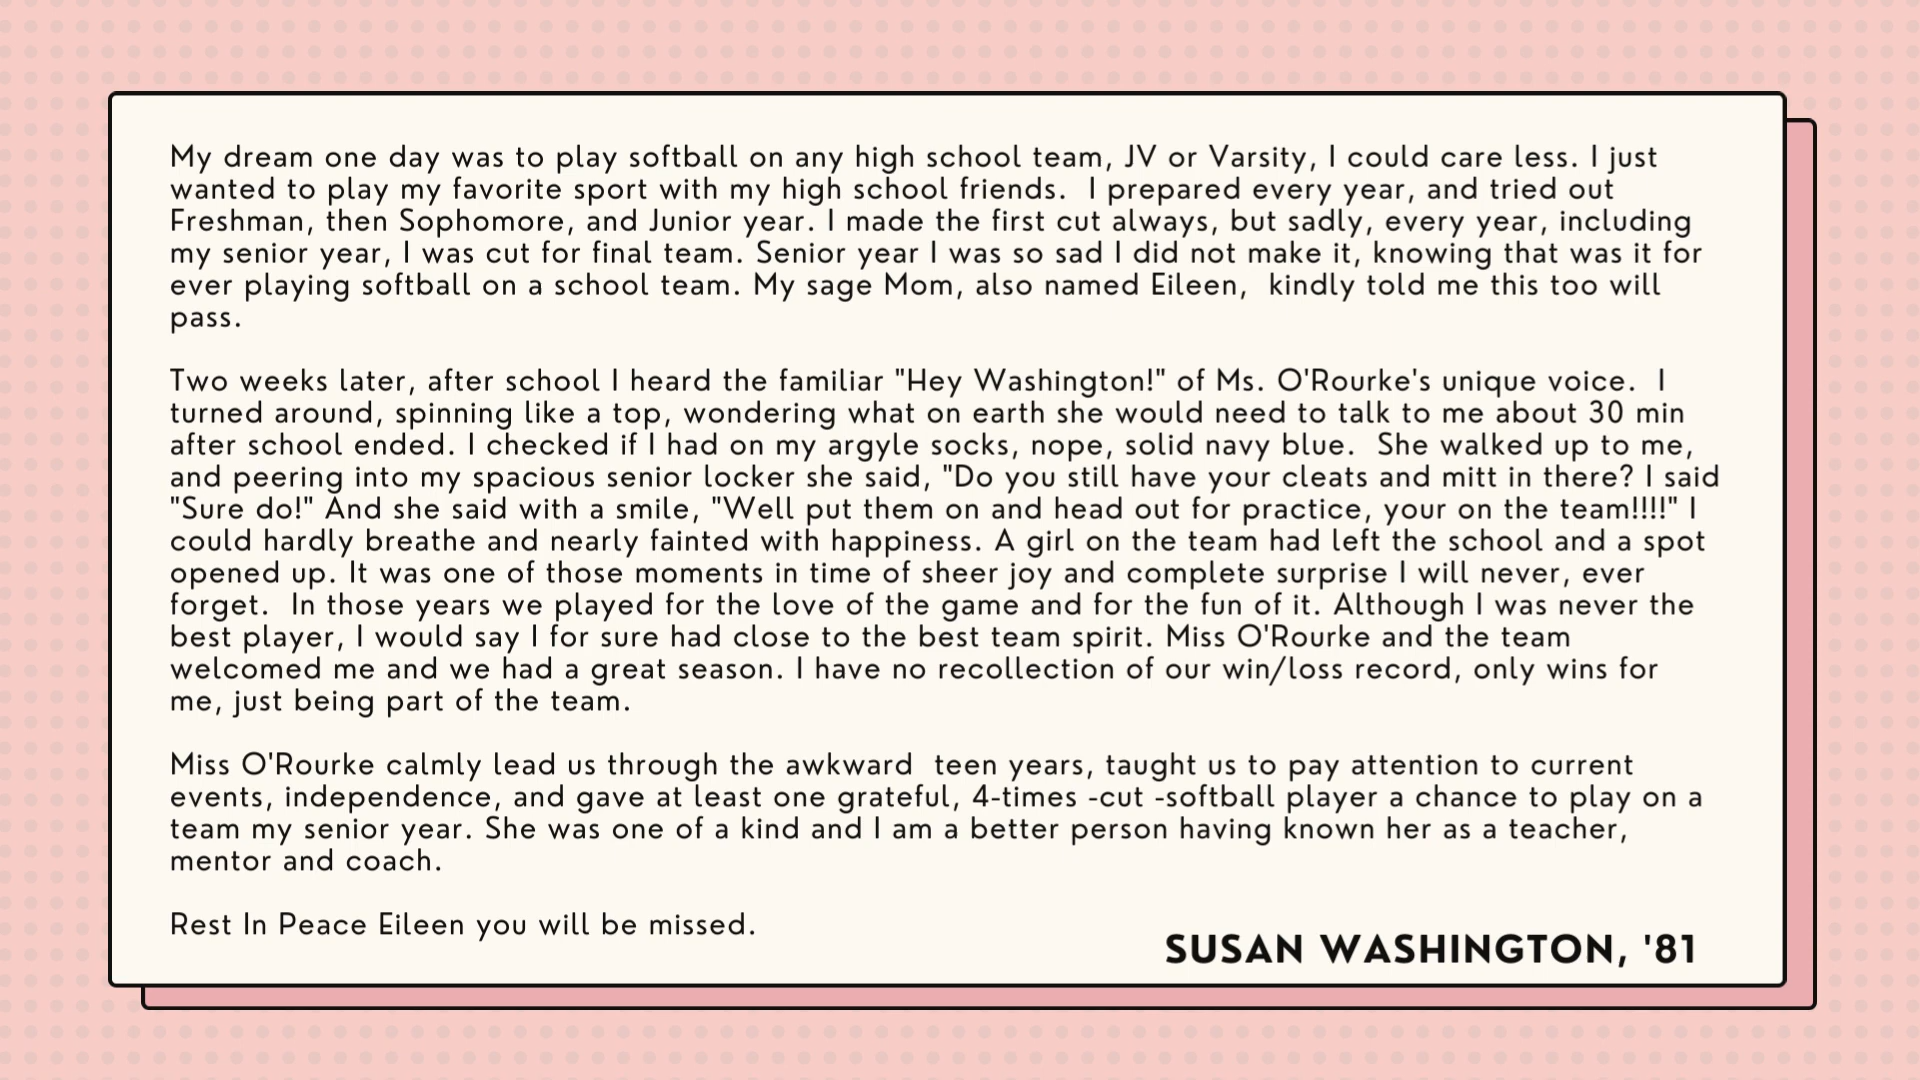 My dream one day was to play softball on any high school team, JV or Varsity, I could care less. I just
wanted to play my favorite sport with my high school friends.  I prepared every year, and tried out
Freshman, then Sophomore, and Junior year. I made the first cut always, but sadly, every year, including
my senior year, I was cut for final team. Senior year I was so sad I did not make it, knowing that was it for
ever playing softball on a school team. My sage Mom, also named Eileen,  kindly told me this too will
pass.

Two weeks later, after school I heard the familiar "Hey Washington!" of Ms. O'Rourke's unique voice.  I
turned around, spinning like a top, wondering what on earth she would need to talk to me about 30 min
after school ended. I checked if I had on my argyle socks, nope, solid navy blue.  She walked up to me,
and peering into my spacious senior locker she said, "Do you still have your cleats and mitt in there? I said
"Sure do!" And she said with a smile, "Well put them on and head out for practice, your on the team!!!!" I
could hardly breathe and nearly fainted with happiness. A girl on the team had left the school and a spot
opened up. It was one of those moments in time of sheer joy and complete surprise I will never, ever
forget.  In those years we played for the love of the game and for the fun of it. Although I was never the
best player, I would say I for sure had close to the best team spirit. Miss O'Rourke and the team
welcomed me and we had a great season. I have no recollection of our win/loss record, only wins for
me, just being part of the team.

Miss O'Rourke calmly lead us through the awkward  teen years, taught us to pay attention to current
events, independence, and gave at least one grateful, 4-times -cut -softball player a chance to play on a
team my senior year. She was one of a kind and I am a better person having known her as a teacher,
mentor and coach.

Rest In Peace Eileen you will be missed.
SUSAN WASHINGTON, '81